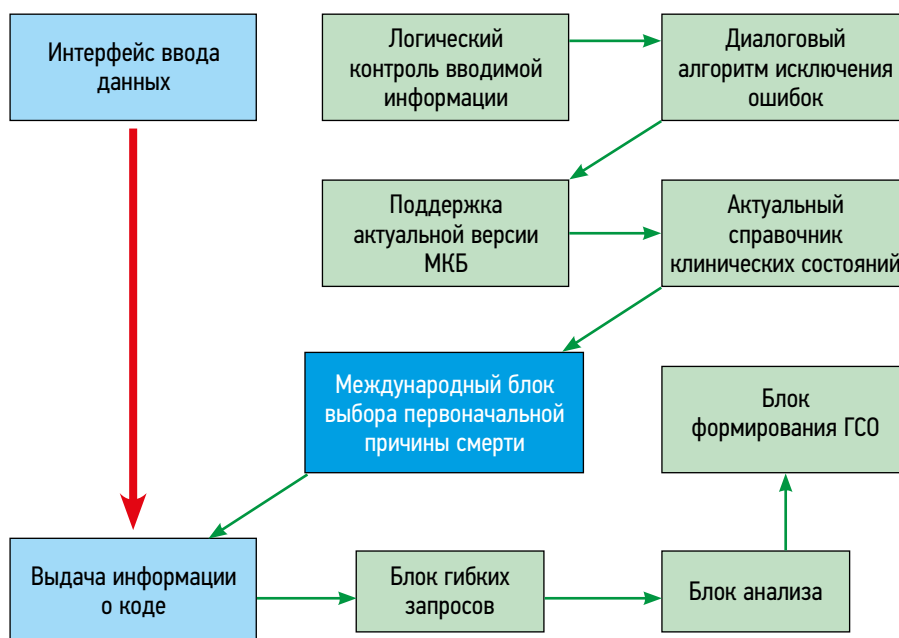 Интерфейс ввода
данных
Логический
контроль вводимой
информации
Диалоговый
алгоритм исключения
ошибок
Поддержка
актуальной версии
МКБ
Актуальный
справочник
клинических состояний
Международный блок
выбора первоначальной
причины смерти
Блок
формирования ГСО
Выдача информации
о коде
Блок гибких
запросов
Блок анализа